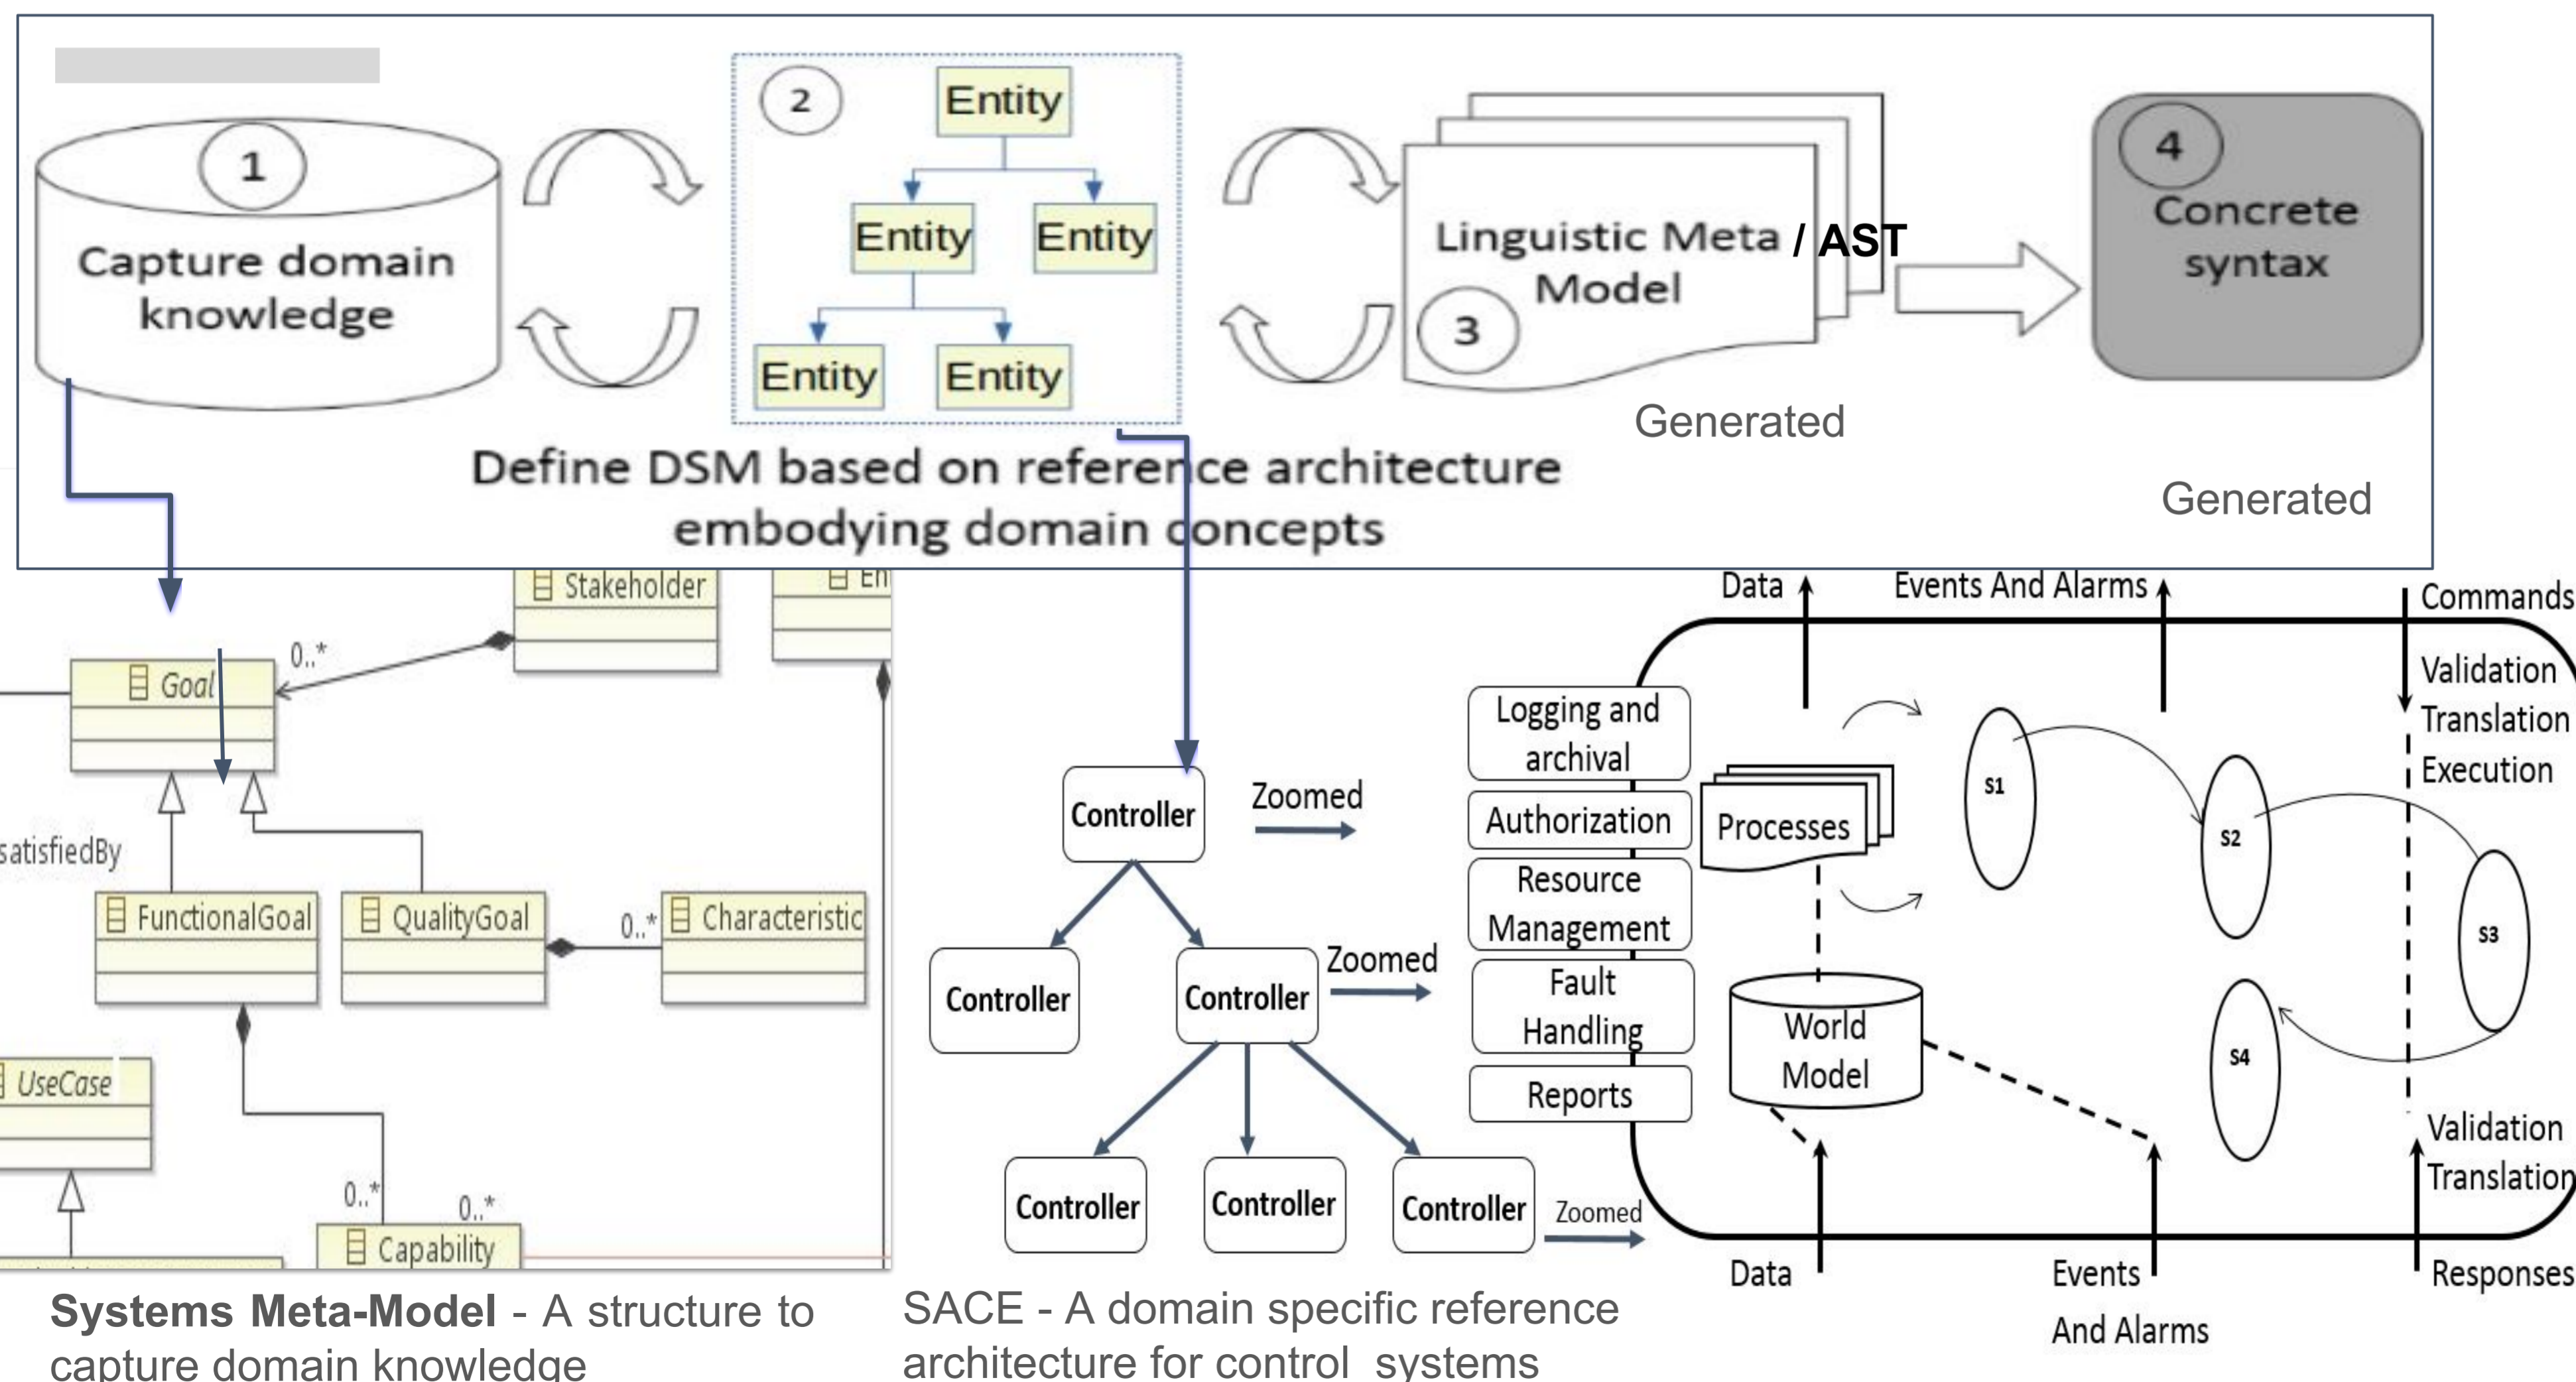 1
Capture domain
knowledge
2
Entity
Entity
Entity
Entity
Entity
Linguistic Meta / AST
Model
3
4
Concrete
syntax
Generated
Generated
Define DSM based on reference architecture
embodying domain concepts
Stakeholder
En
Goal
0..*
satisfiedBy
FunctionalGoal
QualityGoal
0..*
Characteristic
UseCase
0..*
0..*
Capability
Systems Meta-Model - A structure to
capture domain knowledge
Controller
Zoomed
Controller
Controller
Zoomed
Controller
Controller
Controller
Zoomed
SACE - A domain specific reference
architecture for control systems
Data
Events And Alarms
Commands
Validation
Translation
Execution
Logging and
archival
Authorization
Resource
Management
Fault
Handling
Reports
Processes
World
Model
S1
S2
S3
S4
Validation
Translation
Data
Events
And Alarms
Responses